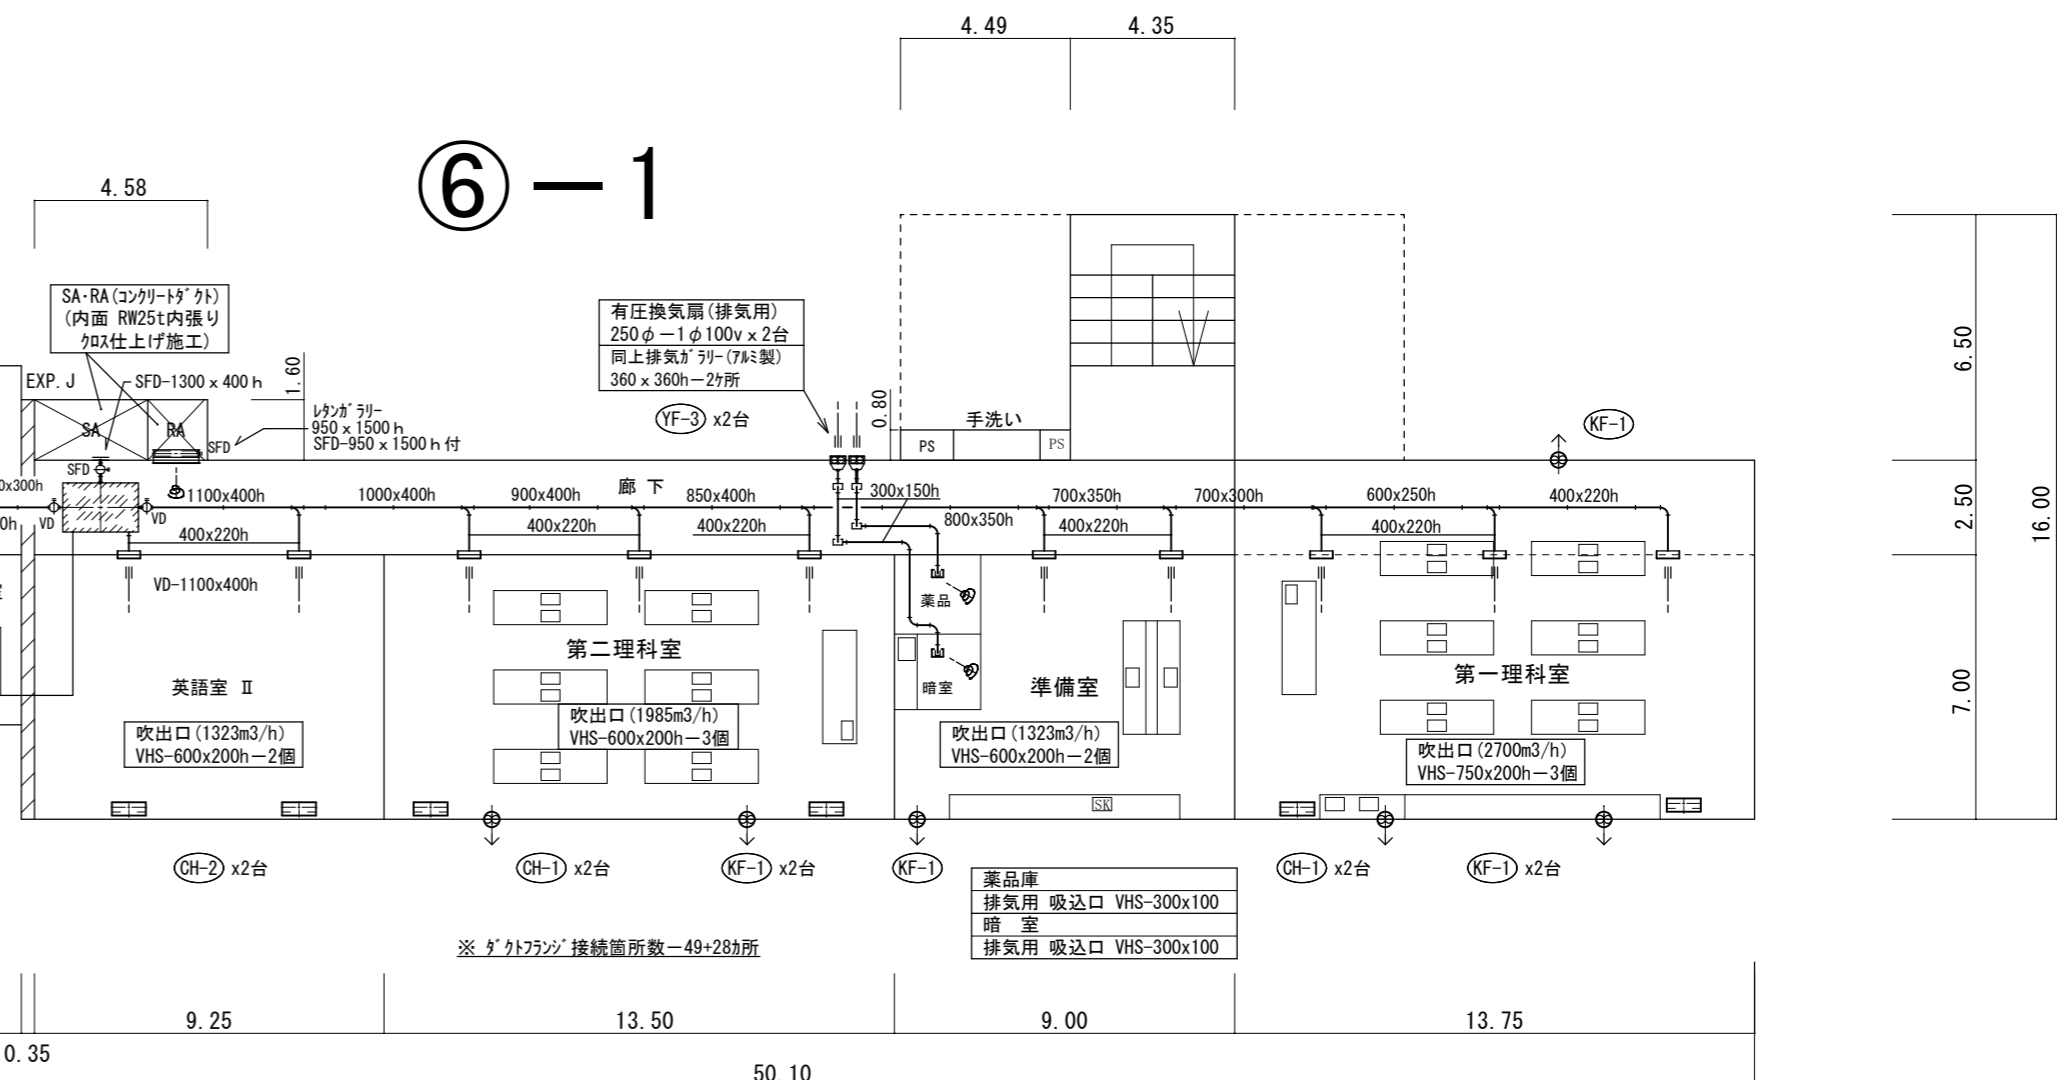 4.49
4.35
⑥－1
4.58
SA・RA(ｺﾝｸﾘｰﾄﾀﾞｸﾄ)
(内面 RW25t内張り
ｸﾛｽ仕上げ施工)
有圧換気扇(排気用)
250φ－1φ100v x 2台
同上排気ｶﾞﾗﾘｰ(ｱﾙﾐ製)
360 x 360h－2ｹ所
6.50
EXP. J
SFD-1300 x 400 h
1.60
ﾚﾀﾝｶﾞﾗﾘｰ
950 x 1500 h
SFD-950 x 1500 h 付
YF-3 x2台
0.80
手洗い
KF-1
SA
RA
SFD
PS
PS
SFD
0x300h
1100x400h
1000x400h
900x400h
廊 下
850x400h
300x150h
700x350h
700x300h
600x250h
400x220h
0h
VD
VD
400x220h
400x220h
400x220h
800x350h
400x220h
400x220h
2.50
16.00
VD-1100x400h
薬品
第二理科室
英語室 Ⅱ
暗室
準備室
第一理科室
7.00
吹出口(1323m3/h)
VHS-600x200h－2個
吹出口(1985m3/h)
VHS-600x200h－3個
吹出口(1323m3/h)
VHS-600x200h－2個
吹出口(2700m3/h)
VHS-750x200h－3個
SK
CH-2 x2台
CH-1 x2台
KF-1 x2台
KF-1
CH-1 x2台
KF-1 x2台
薬品庫
排気用 吸込口 VHS-300x100
暗　室
排気用 吸込口 VHS-300x100
※ ﾀﾞｸﾄﾌﾗﾝｼﾞ接続箇所数－49+28ｶ所
9.25
13.50
9.00
13.75
0.35
50.10